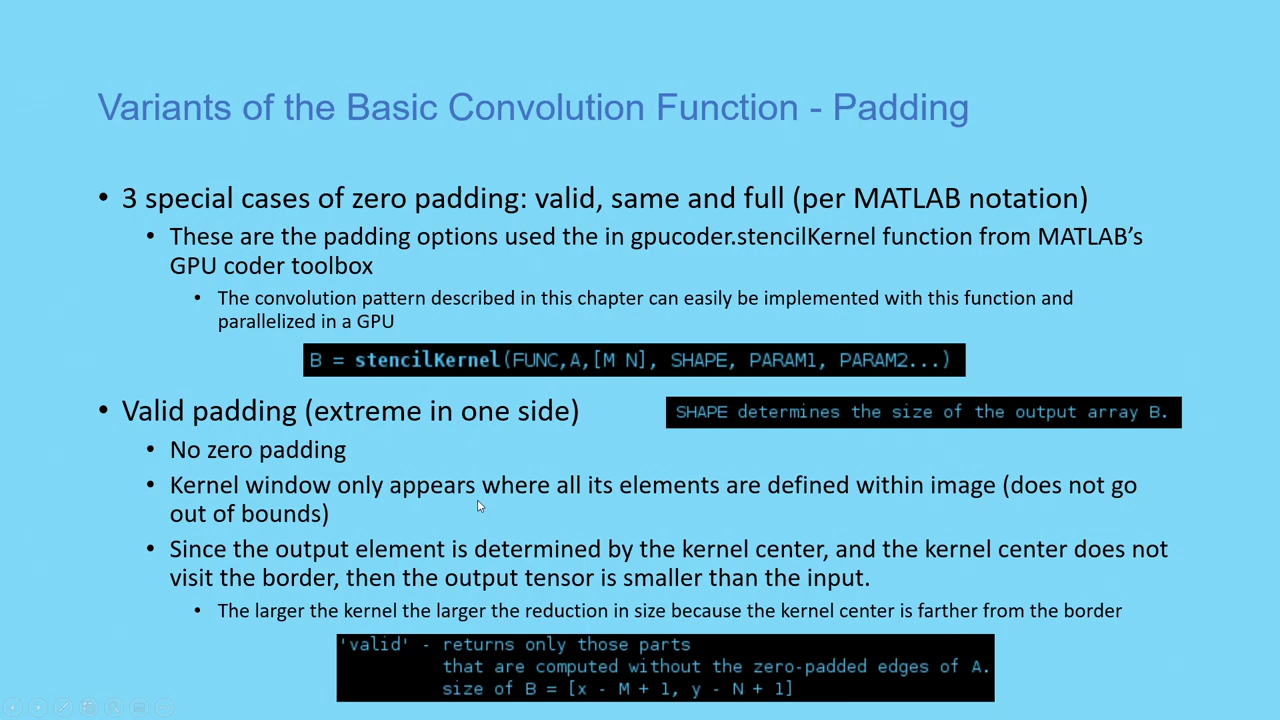 Variants of the Basic Convolution Function - Padding
• 3 special cases of zero padding: valid, same and full (per MATLAB notation)
• These are the padding options used the in gpucoder.stencilKernel function from MATLAB's
GPU coder toolbox
• The convolution pattern described in this chapter can easily be implemented with this function and
parallelized in a GPU
B = stencilKernel(FUNC,A,[M N], SHAPE, PARAM1, PARAM2...)
• Valid padding (extreme in one side)
SHAPE determines the size of the output array B.
• No zero padding
• Kernel window only appears where all its elements are defined within image (does not go
out of bounds)
• Since the output element is determined by the kernel center, and the kernel center does not
visit the border, then the output tensor is smaller than the input.
• The larger the kernel the larger the reduction in size because the kernel center is farther from the border
'valid' - returns only those parts
that are computed without the zero-padded edges of A.
size of B = [x - M + 1, y - N + 1]